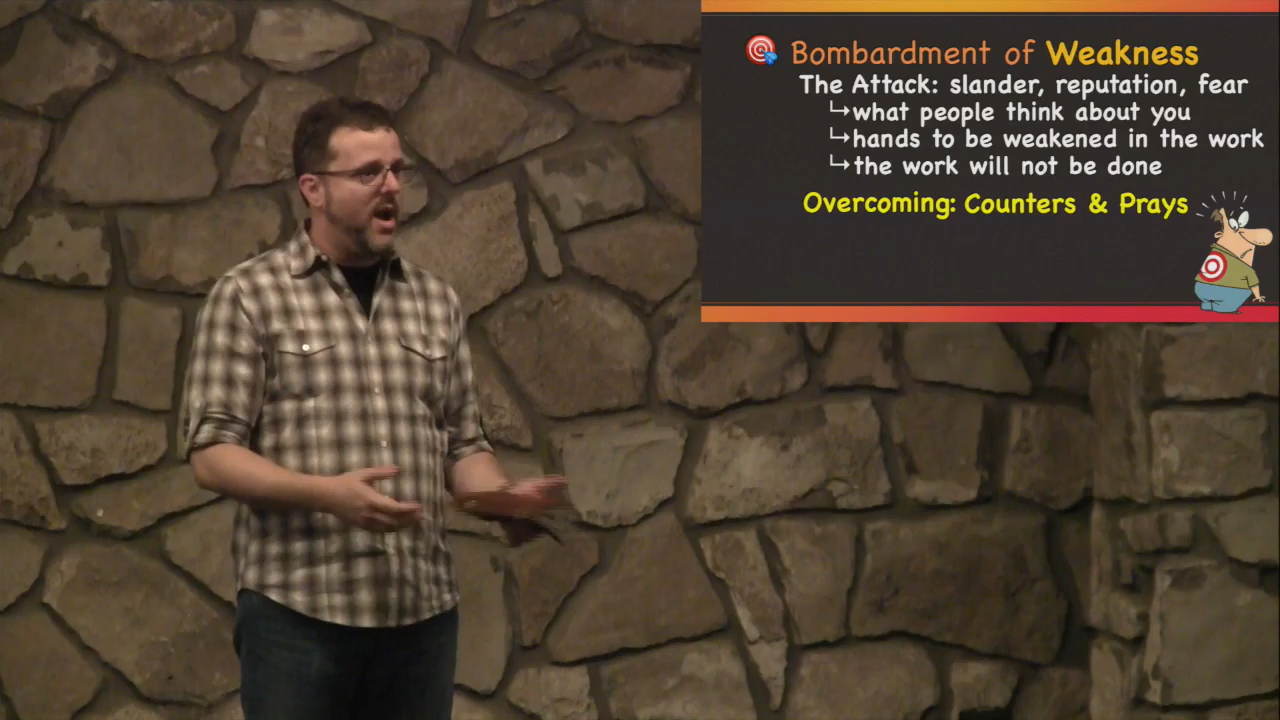 Bombardment of Weakness
The Attack: slander, reputation, fear
↳what people think about you
↳hands to be weakened in the work
↳the work will not be done
Overcoming: Counters & Prays